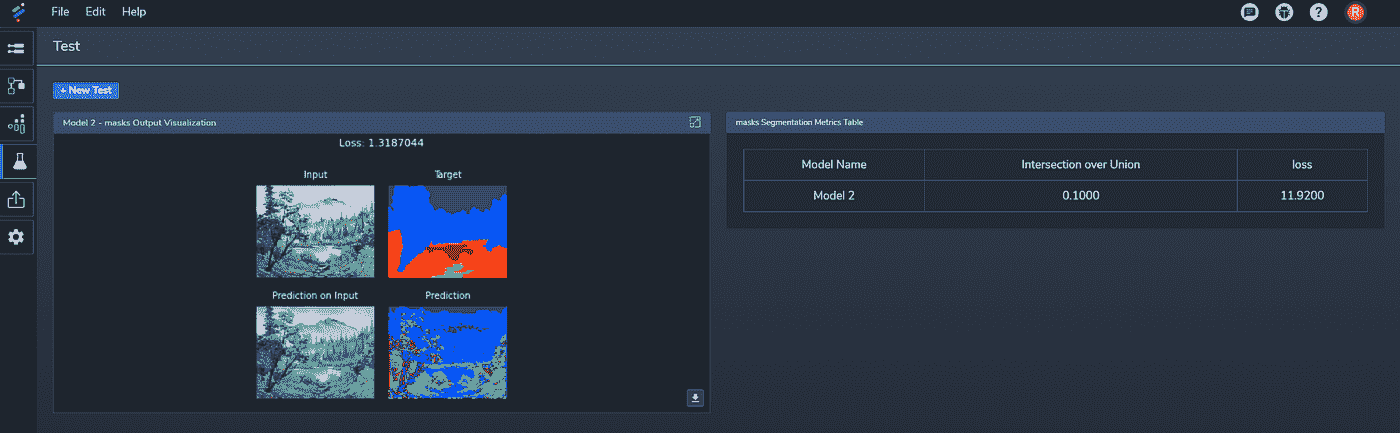 File Edit Help
R
Test
+ New Test
Model 2 - masks Output Visualization
Loss: 1.3187044
Input Target
Prediction on Input Prediction
masks Segmentation Metrics Table
Model Name Intersection over Union loss
Model 2 0.1000 11.9200